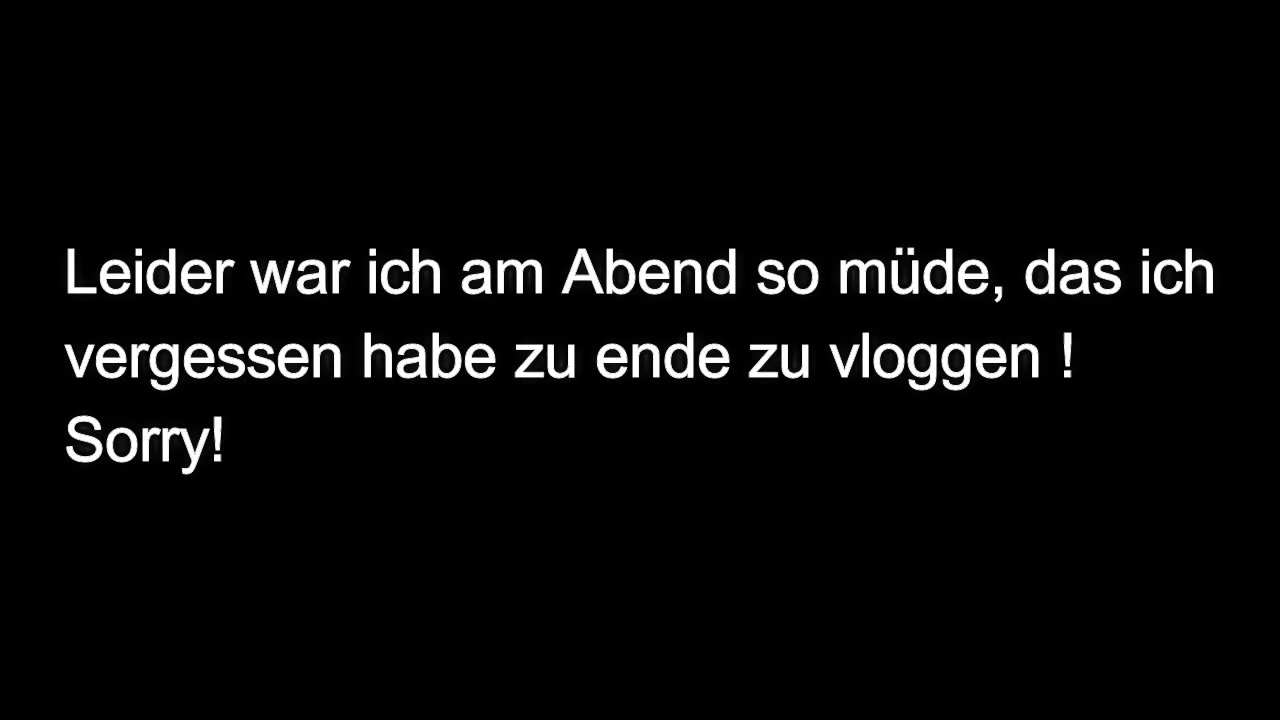 Leider war ich am Abend so müde, das ich
vergessen habe zu ende zu vloggen !
Sorry!